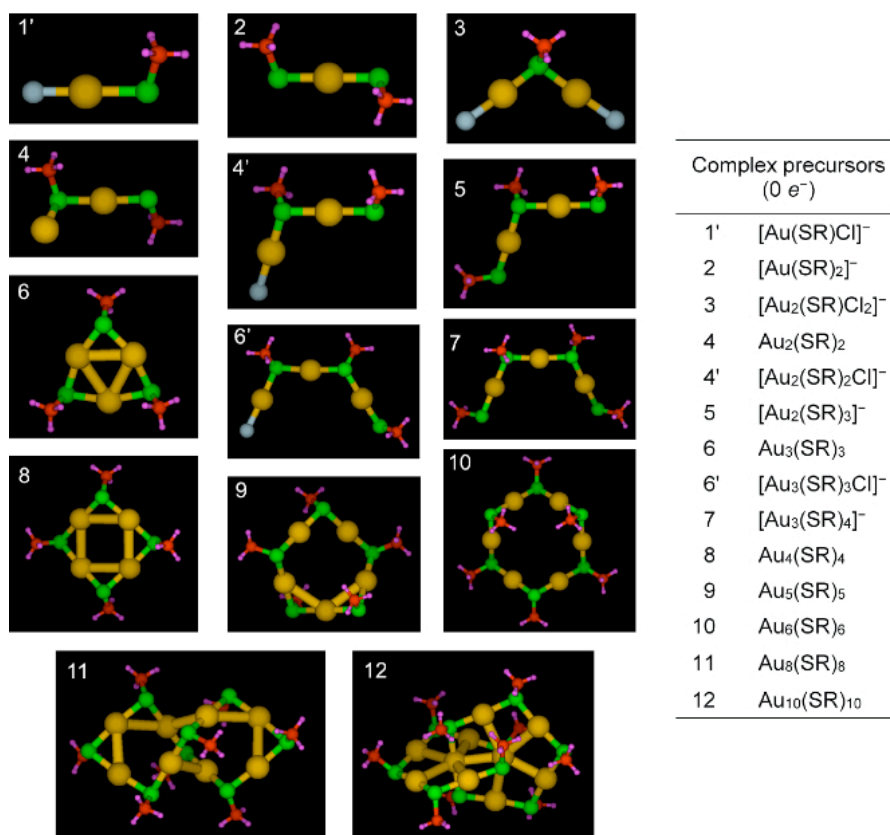 1'
2
3
4
4'
5
6
6'
7
8
9
10
11
12
Complex precursors
(0 e⁻)
1' [Au(SR)Cl]⁻
2 [Au(SR)₂]⁻
3 [Au₂(SR)Cl₂]⁻
4 Au₂(SR)₂
4' [Au₂(SR)₂Cl]⁻
5 [Au₂(SR)₃]⁻
6 Au₃(SR)₃
6' [Au₃(SR)₃Cl]⁻
7 [Au₃(SR)₄]⁻
8 Au₄(SR)₄
9 Au₅(SR)₅
10 Au₆(SR)₆
11 Au₈(SR)₈
12 Au₁₀(SR)₁₀